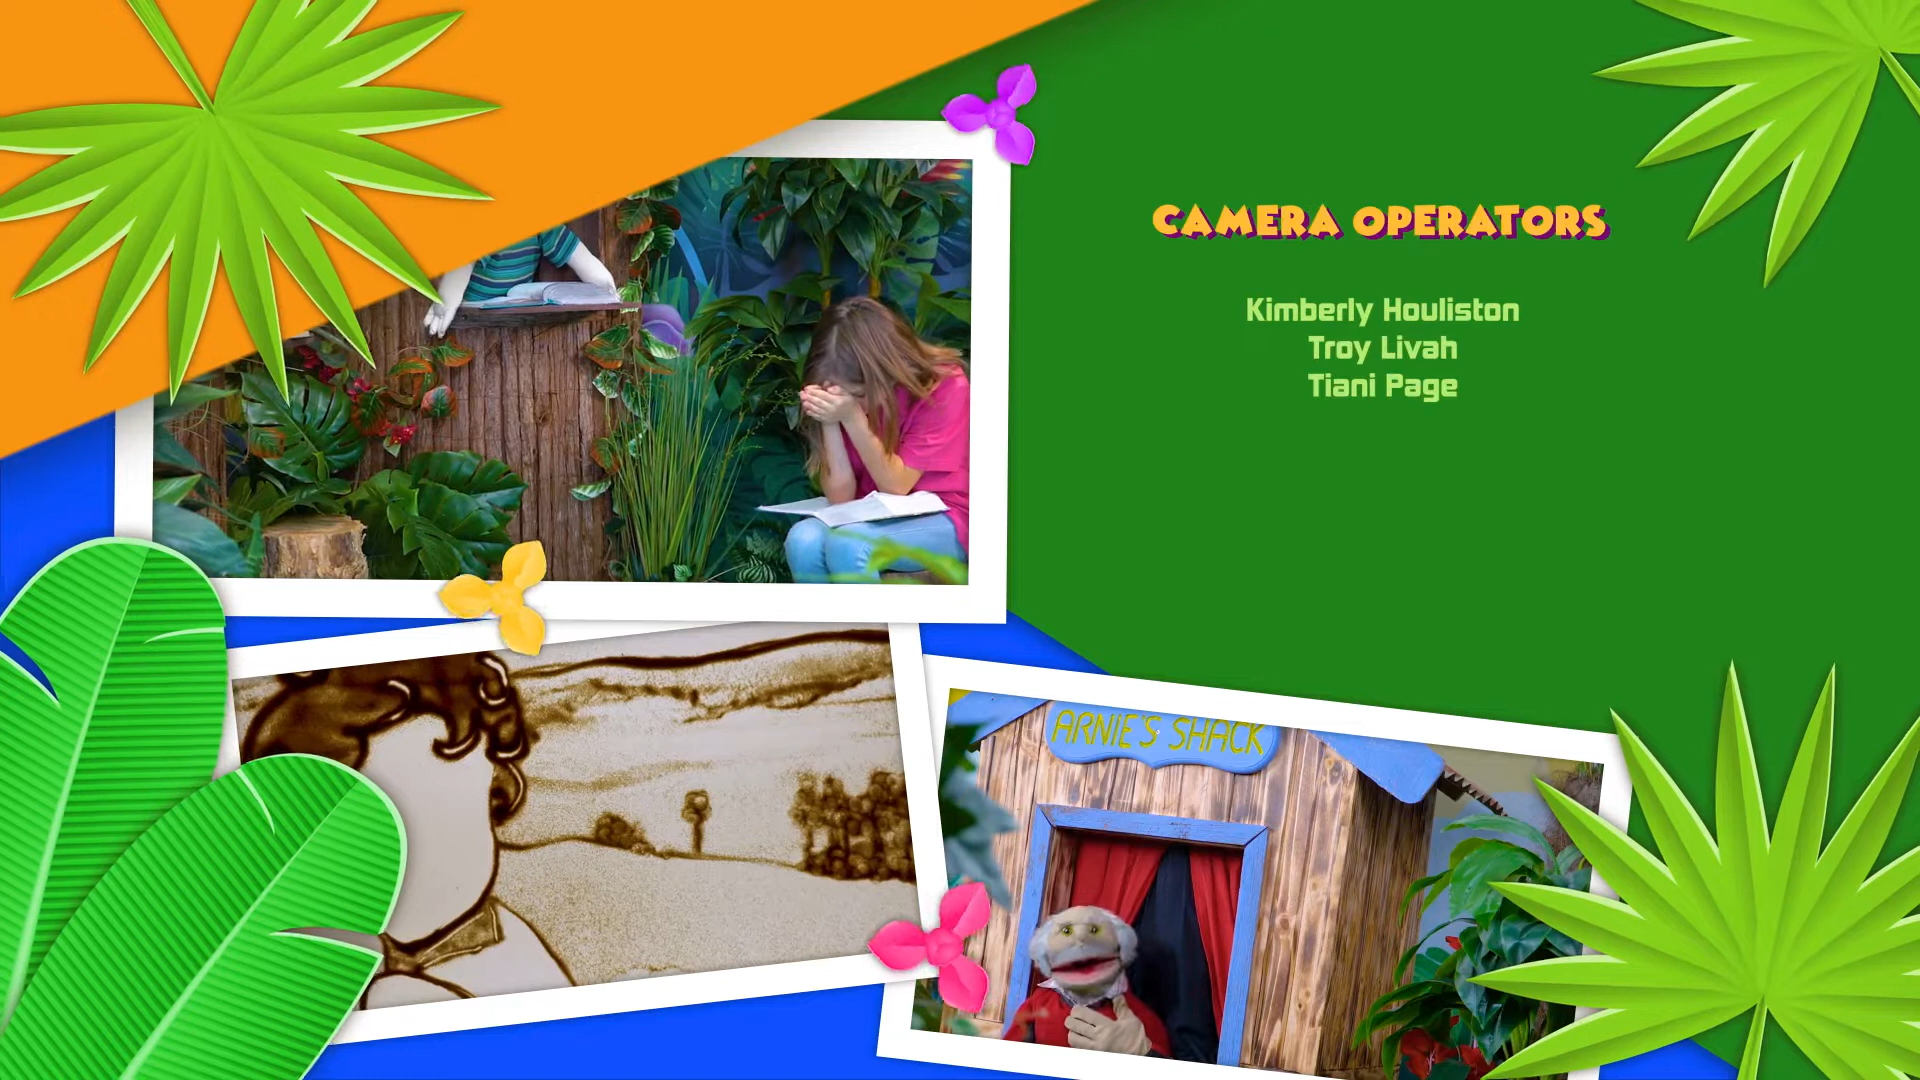 CAMERA OPERATORS
Kimberly Houliston
Troy Livah
Tiani Page
ARNIE'S SHACK